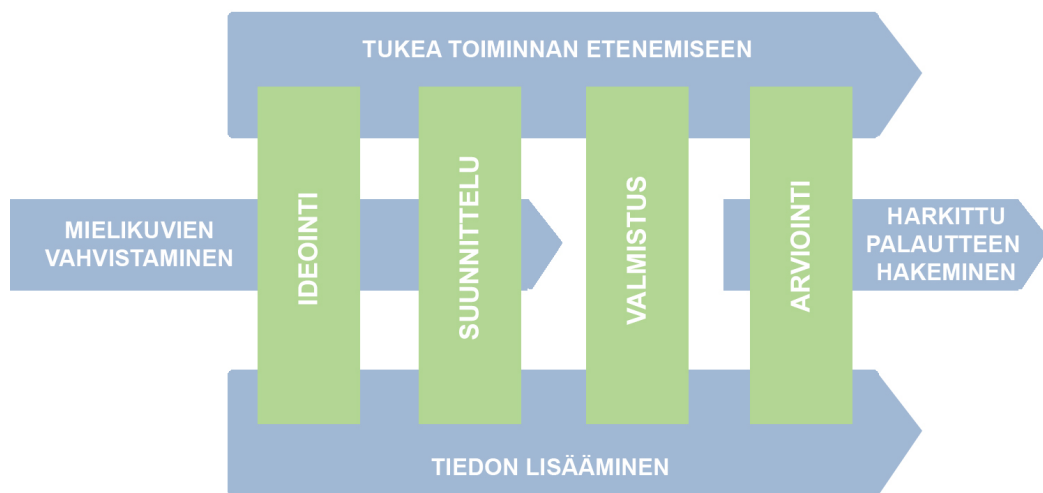 TUKEA TOIMINNAN ETENEMISEEN
MIELIKUVIEN
VAHVISTAMINEN
IDEOINTI
SUUNNITTELU
VALMISTUS
ARVIOINTI
HARKITTU
PALAUTTEEN
HAKEMINEN
TIEDON LISÄÄMINEN